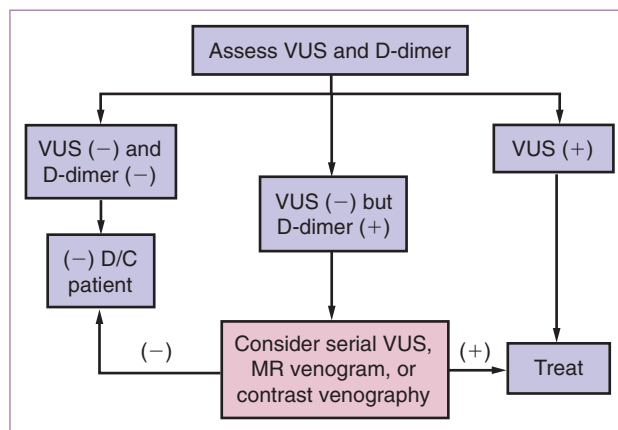 Assess VUS and D-dimer
VUS (−) and
D-dimer (−)
VUS (−) but
D-dimer (+)
VUS (+)
(−) D/C
patient
(−)
Consider serial VUS,
MR venogram, or
contrast venography
(+)
Treat